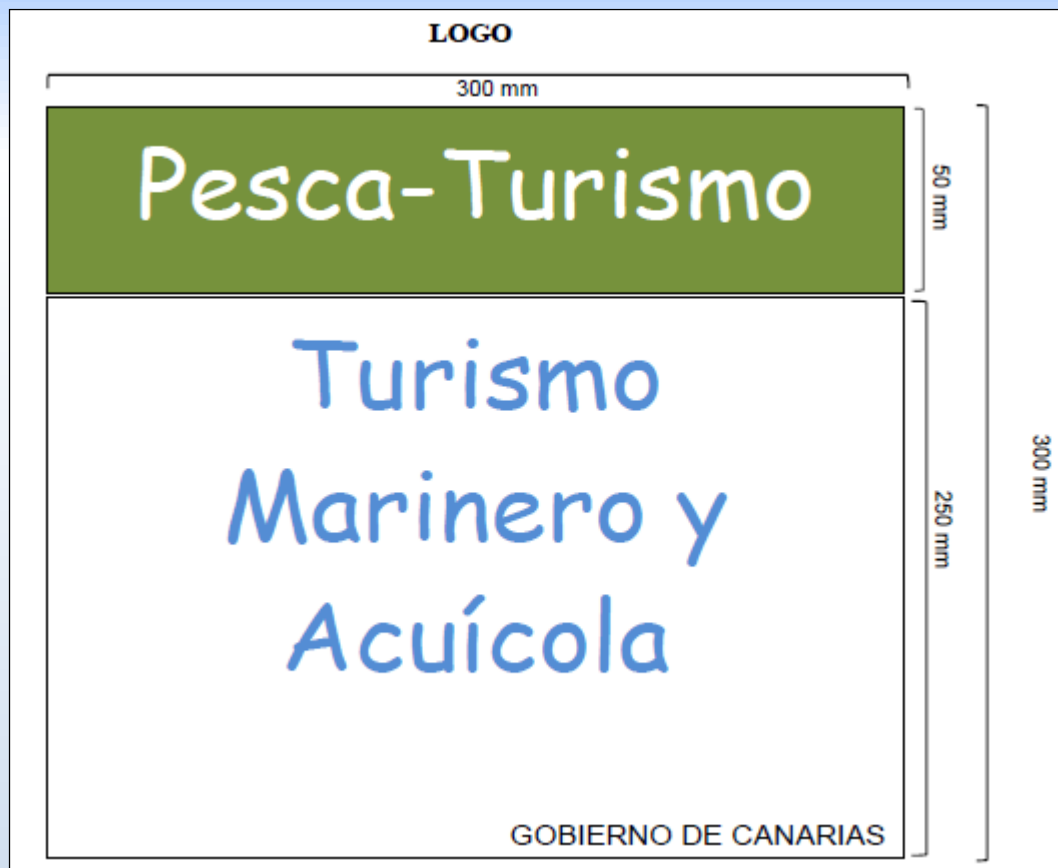 LOGO
300 mm
Pesca-Turismo
50 mm
Turismo
Marinero y
Acuícola
300 mm
250 mm
GOBIERNO DE CANARIAS